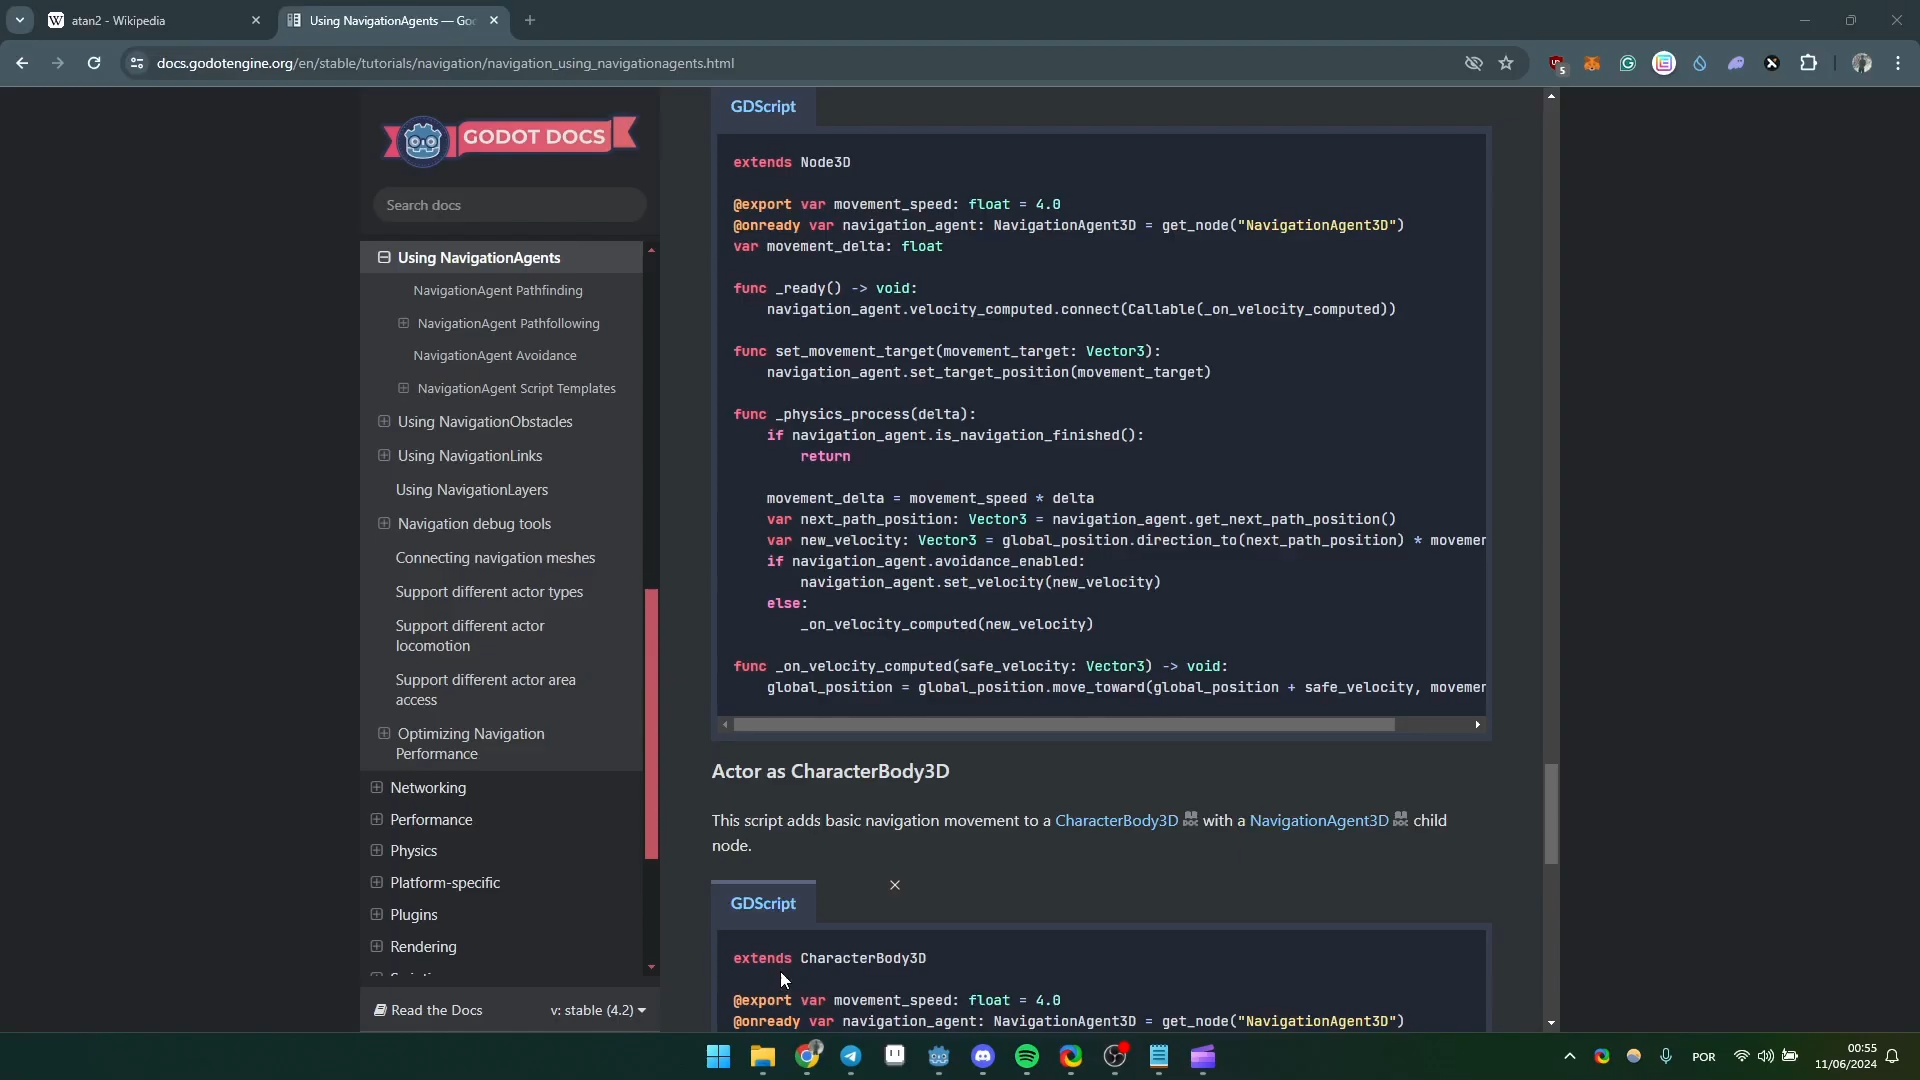 atan2 - Wikipedia
Using NavigationAgents — Go
docs.godotengine.org/en/stable/tutorials/navigation/navigation_using_navigationagents.html
5
GODOT DOCS
Search docs
Using NavigationAgents
NavigationAgent Pathfinding
NavigationAgent Pathfollowing
NavigationAgent Avoidance
NavigationAgent Script Templates
Using NavigationObstacles
Using NavigationLinks
Using NavigationLayers
Navigation debug tools
Connecting navigation meshes
Support different actor types
Support different actor
locomotion
Support different actor area
access
Optimizing Navigation
Performance
Networking
Performance
Physics
Platform-specific
Plugins
Rendering
Read the Docs
v: stable (4.2)
GDScript
extends Node3D
@export var movement_speed: float = 4.0
@onready var navigation_agent: NavigationAgent3D = get_node("NavigationAgent3D")
var movement_delta: float
func _ready() -> void:
navigation_agent.velocity_computed.connect(Callable(_on_velocity_computed))
func set_movement_target(movement_target: Vector3):
navigation_agent.set_target_position(movement_target)
func _physics_process(delta):
if navigation_agent.is_navigation_finished():
return
movement_delta = movement_speed * delta
var next_path_position: Vector3 = navigation_agent.get_next_path_position()
var new_velocity: Vector3 = global_position.direction_to(next_path_position) * movemen
if navigation_agent.avoidance_enabled:
navigation_agent.set_velocity(new_velocity)
else:
_on_velocity_computed(new_velocity)
func _on_velocity_computed(safe_velocity: Vector3) -> void:
global_position = global_position.move_toward(global_position + safe_velocity, movemen
Actor as CharacterBody3D
This script adds basic navigation movement to a CharacterBody3D with a NavigationAgent3D child
node.
GDScript
extends CharacterBody3D
@export var movement_speed: float = 4.0
@onready var navigation_agent: NavigationAgent3D = get_node("NavigationAgent3D")
POR
00:55
11/06/2024